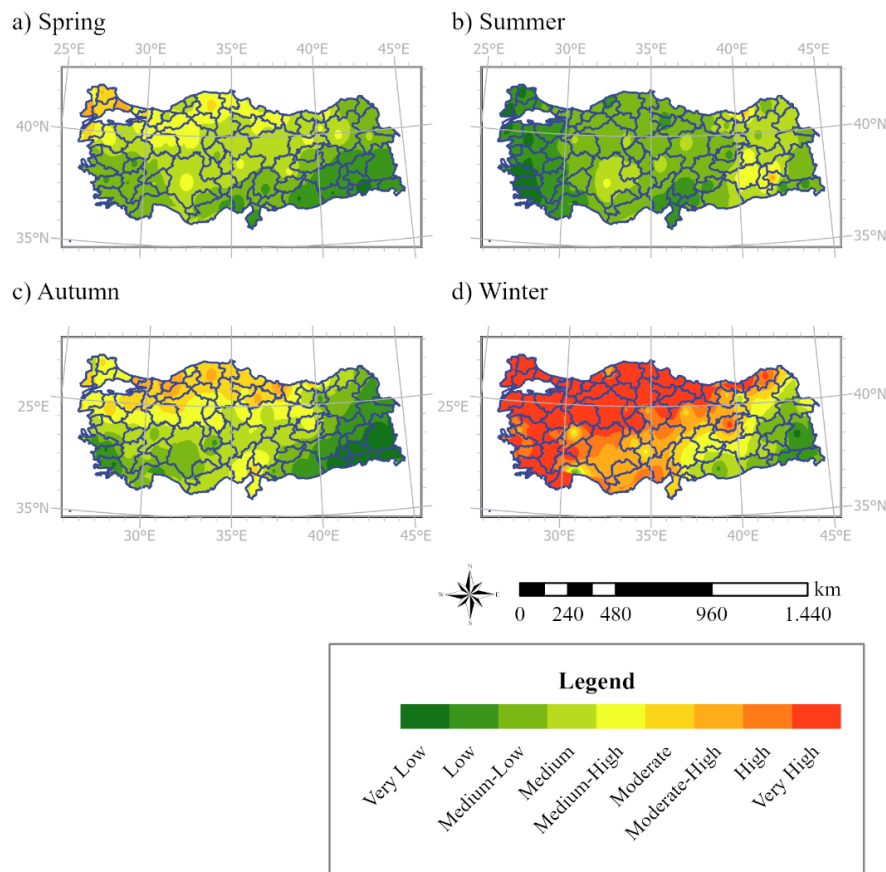 a) Spring
b) Summer
25°E 30°E 35°E 40°E 45°E
25°E 30°E 35°E 40°E 45°E
40°N
40°N
35°N
35°N
c) Autumn
d) Winter
25°E
40°N
35°N
35°N
30°E 35°E 40°E 45°E
30°E 35°E 40°E 45°E
N
W E
S
km
0 240 480 960 1.440
Legend
Very Low
Low
Medium-Low
Medium
Medium-High
Moderate
Moderate-High
High
Very High